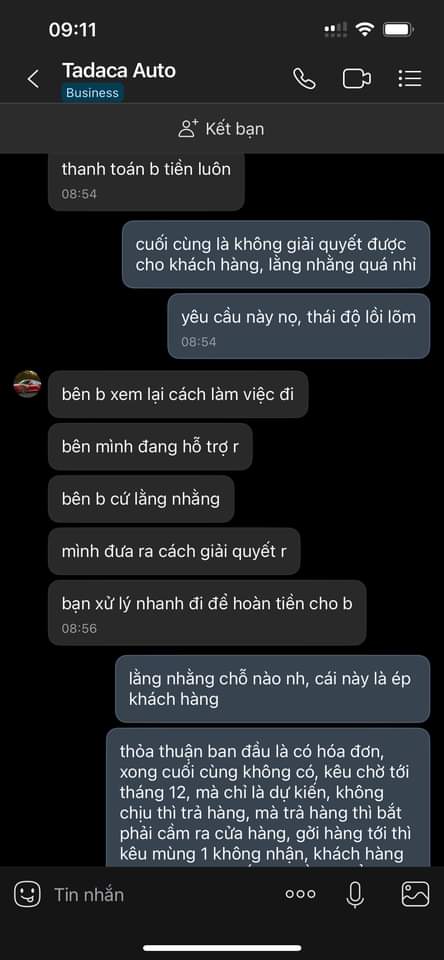 09:11
Tadaca Auto
Business
Kết bạn
thanh toán b tiền luôn
08:54
cuối cùng là không giải quyết được
cho khách hàng, lằng nhằng quá nhỉ
yêu cầu này nọ, thái độ lồi lõm
08:54
bên b xem lại cách làm việc đi
bên mình đang hỗ trợ r
bên b cứ lằng nhằng
mình đưa ra cách giải quyết r
bạn xử lý nhanh đi để hoàn tiền cho b
08:56
lằng nhằng chỗ nào nh, cái này là ép
khách hàng
thỏa thuận ban đầu là có hóa đơn,
xong cuối cùng không có, kêu chờ tới
tháng 12, mà chỉ là dự kiến, không
chịu thì trả hàng, mà trả hàng thì bắt
phải cầm ra cửa hàng, gởi hàng tới thì
kêu mùng 1 không nhận, khách hàng
Tin nhắn